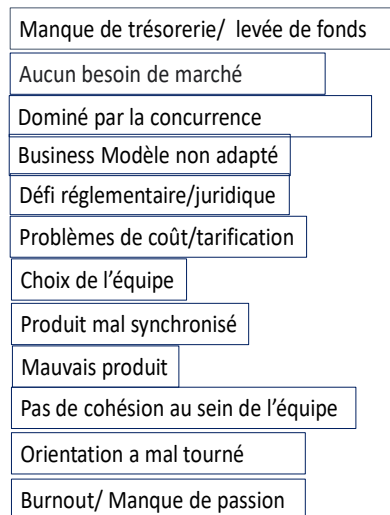 Manque de trésorerie/ levée de fonds
Aucun besoin de marché
Dominé par la concurrence
Business Modèle non adapté
Défi réglementaire/juridique
Problèmes de coût/tarification
Choix de l’équipe
Produit mal synchronisé
Mauvais produit
Pas de cohésion au sein de l’équipe
Orientation a mal tourné
Burnout/ Manque de passion